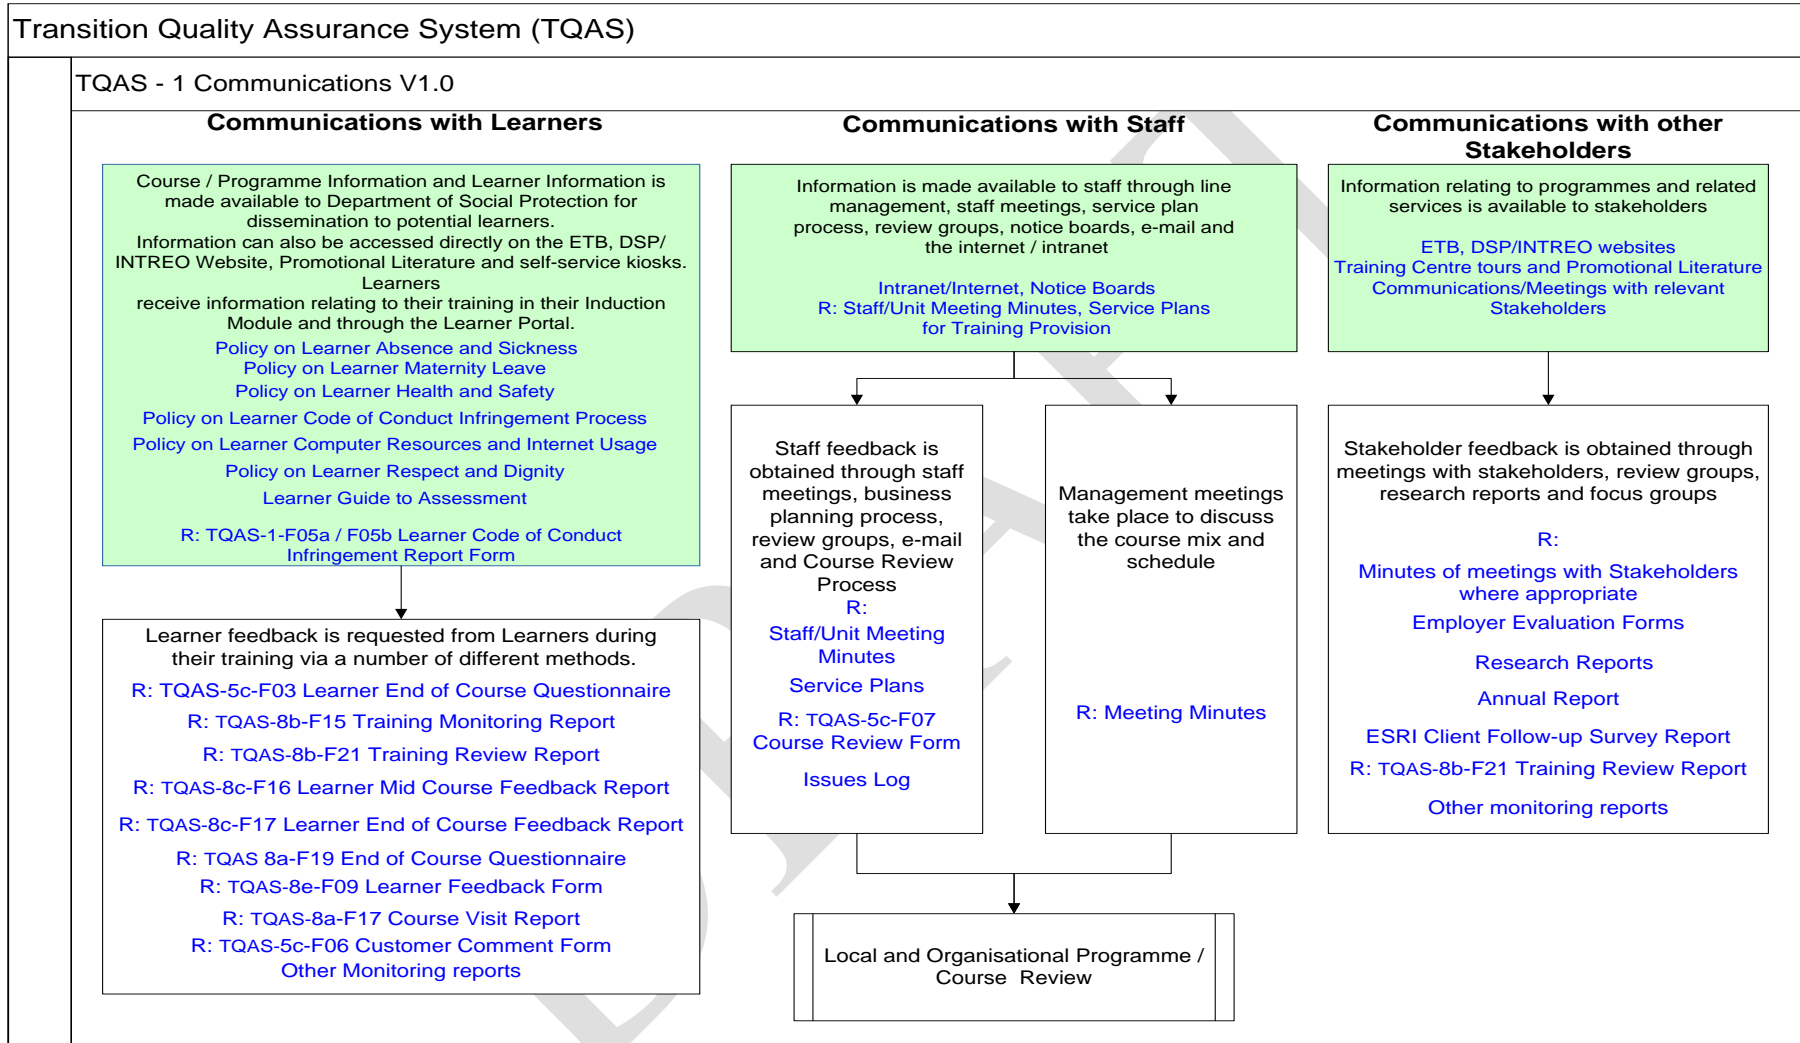 Transition Quality Assurance System (TQAS)
TQAS - 1 Communications V1.0
Communications with Learners
Course / Programme Information and Learner Information is
made available to Department of Social Protection for
dissemination to potential learners.
Information can also be accessed directly on the ETB, DSP/
INTREO Website, Promotional Literature and self-service kiosks.
Learners
receive information relating to their training in their Induction
Module and through the Learner Portal.
Policy on Learner Absence and Sickness
Policy on Learner Maternity Leave
Policy on Learner Health and Safety
Policy on Learner Code of Conduct Infringement Process
Policy on Learner Computer Resources and Internet Usage
Policy on Learner Respect and Dignity
Learner Guide to Assessment
R: TQAS-1-F05a / F05b Learner Code of Conduct
Infringement Report Form
Learner feedback is requested from Learners during
their training via a number of different methods.
R: TQAS-5c-F03 Learner End of Course Questionnaire
R: TQAS-8b-F15 Training Monitoring Report
R: TQAS-8b-F21 Training Review Report
R: TQAS-8c-F16 Learner Mid Course Feedback Report
R: TQAS-8c-F17 Learner End of Course Feedback Report
R: TQAS 8a-F19 End of Course Questionnaire
R: TQAS-8e-F09 Learner Feedback Form
R: TQAS-8a-F17 Course Visit Report
R: TQAS-5c-F06 Customer Comment Form
Other Monitoring reports
Communications with Staff
Information is made available to staff through line
management, staff meetings, service plan
process, review groups, notice boards, e-mail and
the internet / intranet
Intranet/Internet, Notice Boards
R: Staff/Unit Meeting Minutes, Service Plans
for Training Provision
Staff feedback is
obtained through staff
meetings, business
planning process,
review groups, e-mail
and Course Review
Process
R:
Staff/Unit Meeting
Minutes
Service Plans
R: TQAS-5c-F07
Course Review Form
Issues Log
Management meetings
take place to discuss
the course mix and
schedule
R: Meeting Minutes
Local and Organisational Programme /
Course Review
Communications with other
Stakeholders
Information relating to programmes and related
services is available to stakeholders
ETB, DSP/INTREO websites
Training Centre tours and Promotional Literature
Communications/Meetings with relevant
Stakeholders
Stakeholder feedback is obtained through
meetings with stakeholders, review groups,
research reports and focus groups
R:
Minutes of meetings with Stakeholders
where appropriate
Employer Evaluation Forms
Research Reports
Annual Report
ESRI Client Follow-up Survey Report
R: TQAS-8b-F21 Training Review Report
Other monitoring reports
DRAFT